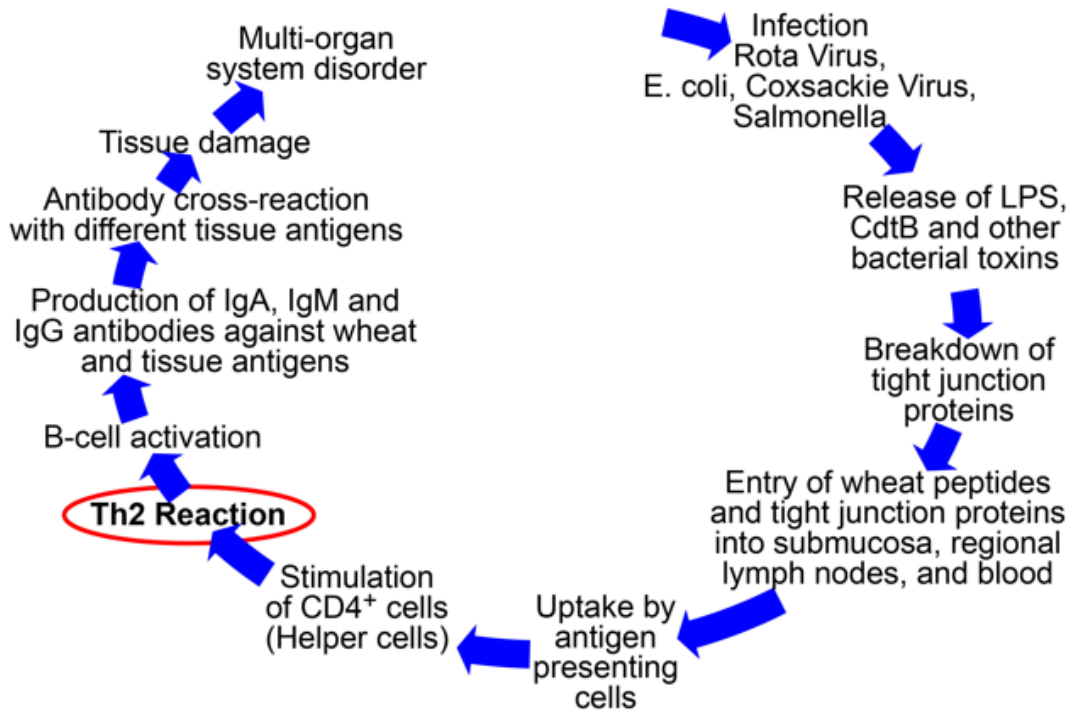 Infection
Rota Virus,
E. coli, Coxsackie Virus,
Salmonella
Release of LPS,
CdtB and other
bacterial toxins
Breakdown of
tight junction
proteins
Entry of wheat peptides
and tight junction proteins
into submucosa, regional
lymph nodes, and blood
Uptake by
antigen
presenting
cells
Stimulation
of CD4⁺ cells
(Helper cells)
Th2 Reaction
B-cell activation
Production of IgA, IgM and
IgG antibodies against wheat
and tissue antigens
Antibody cross-reaction
with different tissue antigens
Tissue damage
Multi-organ
system disorder